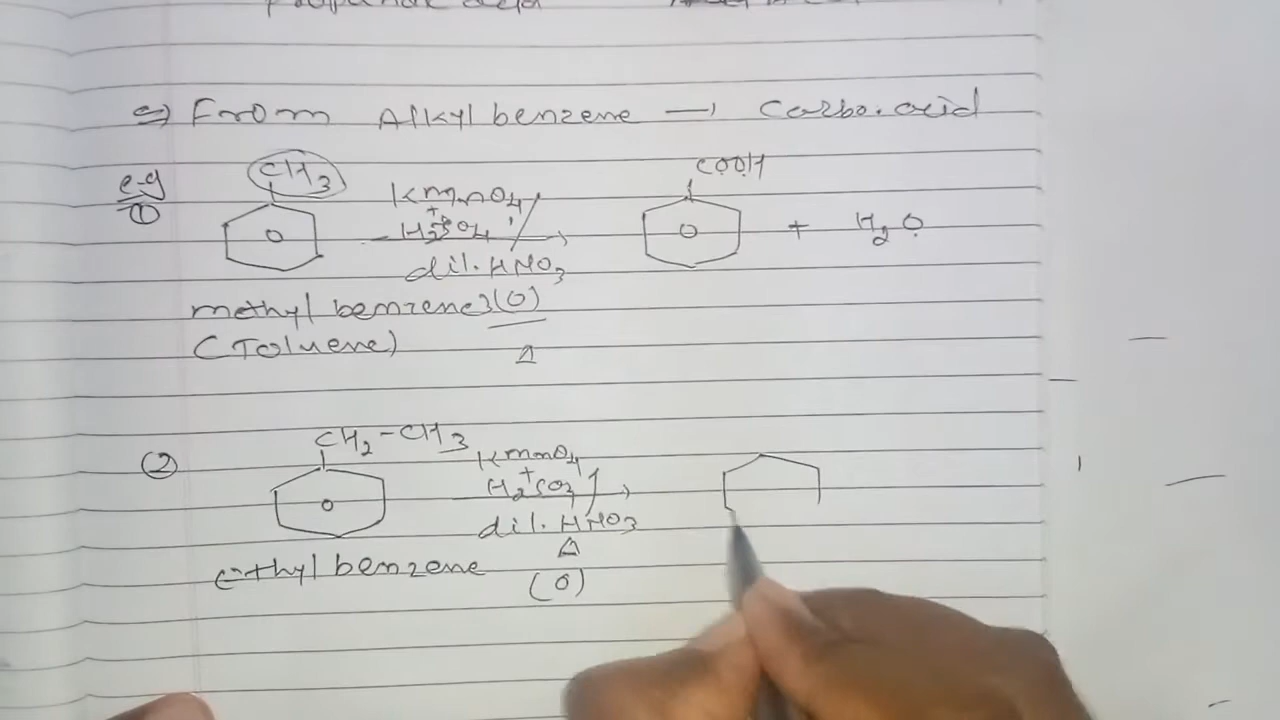 acid
⇒) From Alkyl benzene → Carbo. acid
e.g
① CH3 KmnO4 / COOH
+
H2SO4 + H2O
dil. HNO3
methyl benzene (O)
(Toluene) Δ
② CH2-CH3 KmnO4
+
dil. HNO3
Δ
ethyl benzene (O)